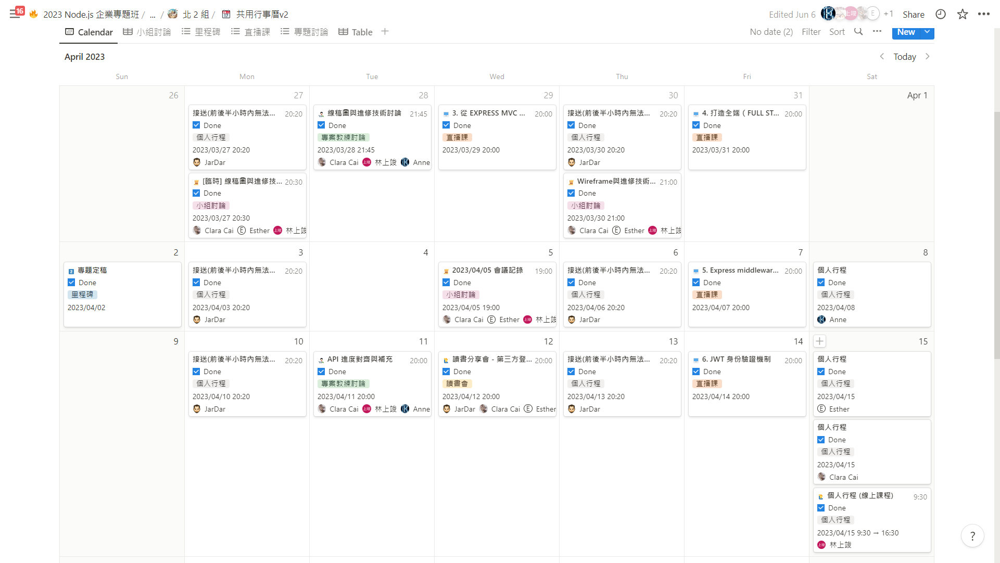 16 2023 Node.js 企業專題班 / ... / 北 2 組 / 共用行事曆v2
Edited Jun 6 上竣 E +1 Share
Calendar 小組討論 里程碑 直播課 專題討論 Table
No date (2) Filter Sort New
April 2023
Today
Sun Mon Tue Wed Thu Fri Sat
26
27
接送(前後半小時內無法... 20:20
Done
個人行程
2023/03/27 20:20
JarDar
[臨時] 線稿圖與進修技... 20:30
Done
小組討論
2023/03/27 20:30
Clara Cai E Esther 上竣 林上竣
28
線稿圖與進修技術討論 21:45
Done
專案教練討論
2023/03/28 21:45
Clara Cai 上竣 林上竣 Anne
29
3. 從 EXPRESS MVC ... 20:00
Done
直播課
2023/03/29 20:00
30
接送(前後半小時內無法... 20:20
Done
個人行程
2023/03/30 20:20
JarDar
Wireframe與進修技術... 21:00
Done
小組討論
2023/03/30 21:00
Clara Cai E Esther 上竣 林上竣
31
4. 打造全端（FULL ST... 20:00
Done
直播課
2023/03/31 20:00
Apr 1
2
2 專題定稿
Done
里程碑
2023/04/02
3
接送(前後半小時內無法... 20:20
Done
個人行程
2023/04/03 20:20
JarDar
4
5
2023/04/05 會議記錄 19:00
Done
小組討論
2023/04/05 19:00
Clara Cai E Esther 上竣 林上竣
6
接送(前後半小時內無法... 20:20
Done
個人行程
2023/04/06 20:20
JarDar
7
5. Express middlewar... 20:00
Done
直播課
2023/04/07 20:00
8
個人行程
Done
個人行程
2023/04/08
Anne
9
10
接送(前後半小時內無法... 20:20
Done
個人行程
2023/04/10 20:20
JarDar
11
API 進度對齊與補充 20:00
Done
專案教練討論
2023/04/11 20:00
Clara Cai 上竣 林上竣 Anne
12
讀書分享會 - 第三方登... 20:00
Done
讀書會
2023/04/12 20:00
JarDar Clara Cai E Esther
13
接送(前後半小時內無法... 20:20
Done
個人行程
2023/04/13 20:20
JarDar
14
6. JWT 身份驗證機制 20:00
Done
直播課
2023/04/14 20:00
15
個人行程
Done
個人行程
2023/04/15
E Esther
個人行程
Done
個人行程
2023/04/15
Clara Cai
個人行程 (線上課程) 9:30
Done
個人行程
2023/04/15 9:30 → 16:30
上竣 林上竣
?